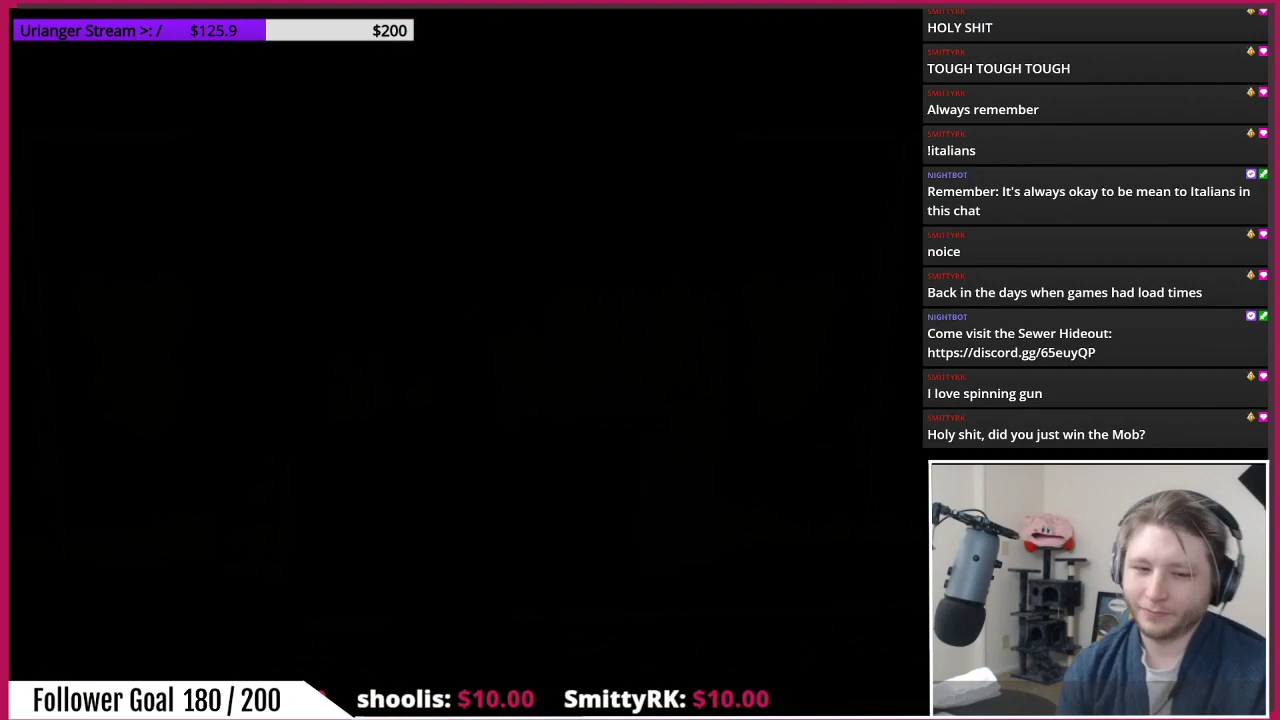 Urianger Stream >: / $125.9 $200
SMITTYRK
HOLY SHIT
SMITTYRK
TOUGH TOUGH TOUGH
SMITTYRK
Always remember
SMITTYRK
!italians
NIGHTBOT
Remember: It's always okay to be mean to Italians in
this chat
SMITTYRK
noice
SMITTYRK
Back in the days when games had load times
NIGHTBOT
Come visit the Sewer Hideout:
https://discord.gg/65euyQP
SMITTYRK
I love spinning gun
SMITTYRK
Holy shit, did you just win the Mob?
Follower Goal 180 / 200
shoolis: $10.00 SmittyRK: $10.00